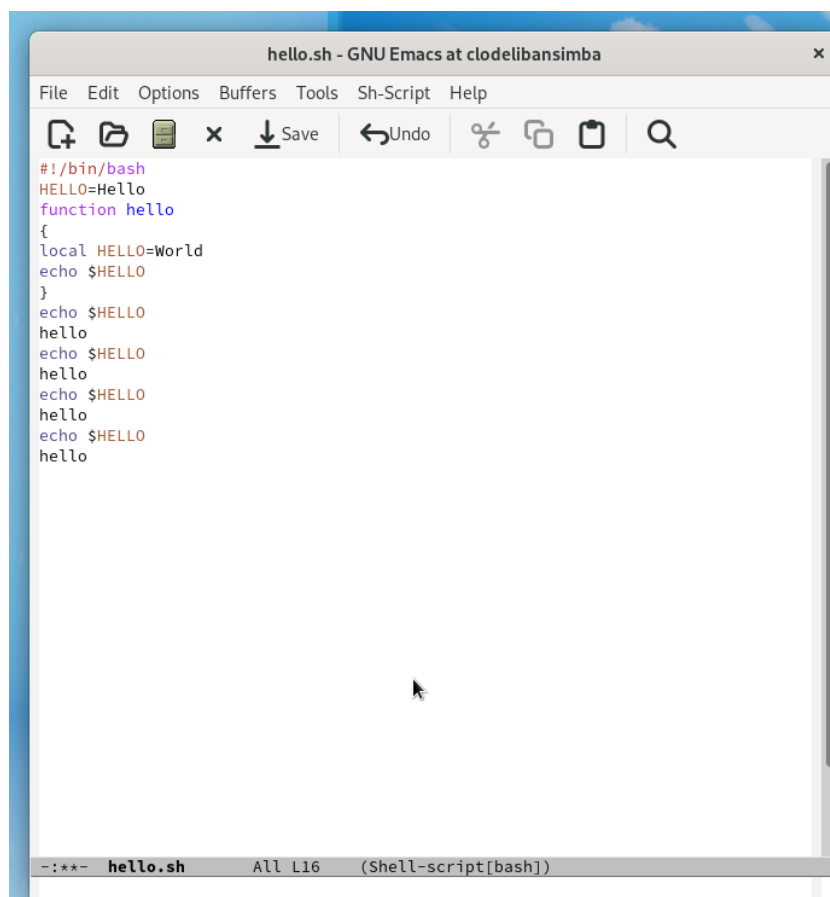 hello.sh - GNU Emacs at clodelibansimba
×
File Edit Options Buffers Tools Sh-Script Help
Save Undo
#!/bin/bash
HELLO=Hello
function hello
{
local HELLO=World
echo $HELLO
}
echo $HELLO
hello
echo $HELLO
hello
echo $HELLO
hello
echo $HELLO
hello
-:**- hello.sh All L16 (Shell-script[bash])